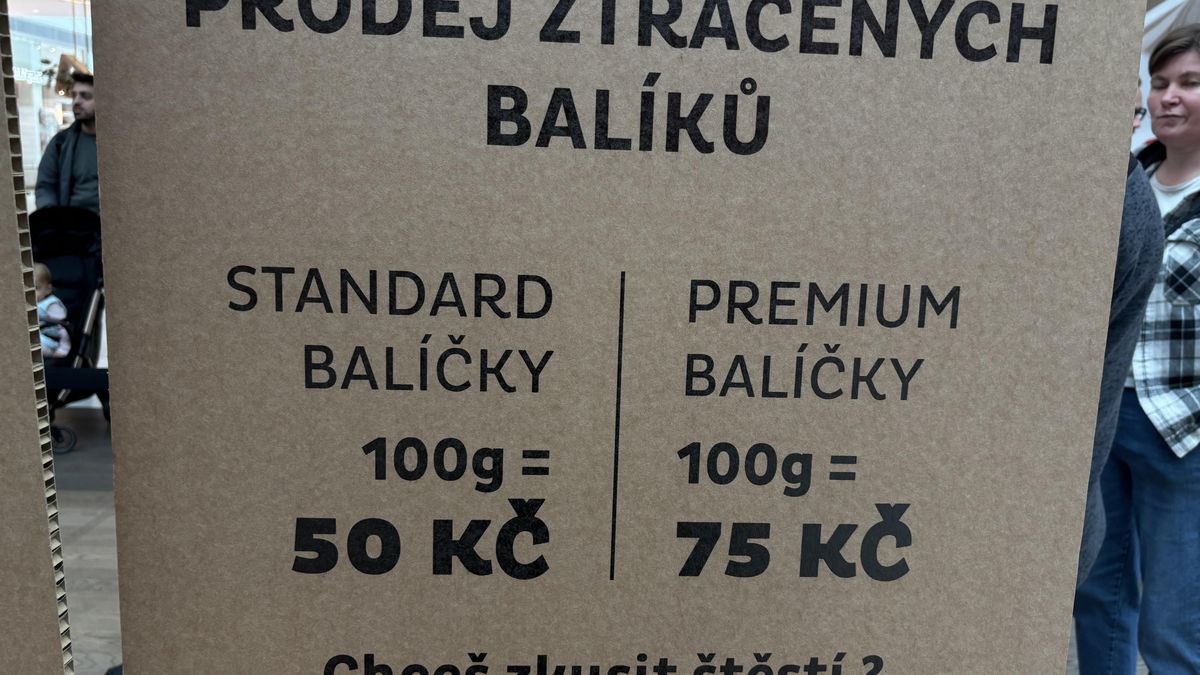 PRODEJ ZTRACENÝCH
BALÍKŮ
STANDARD
BALÍČKY
100g =
50 KČ
PREMIUM
BALÍČKY
100g =
75 KČ
Chceš zkusit štěstí ?